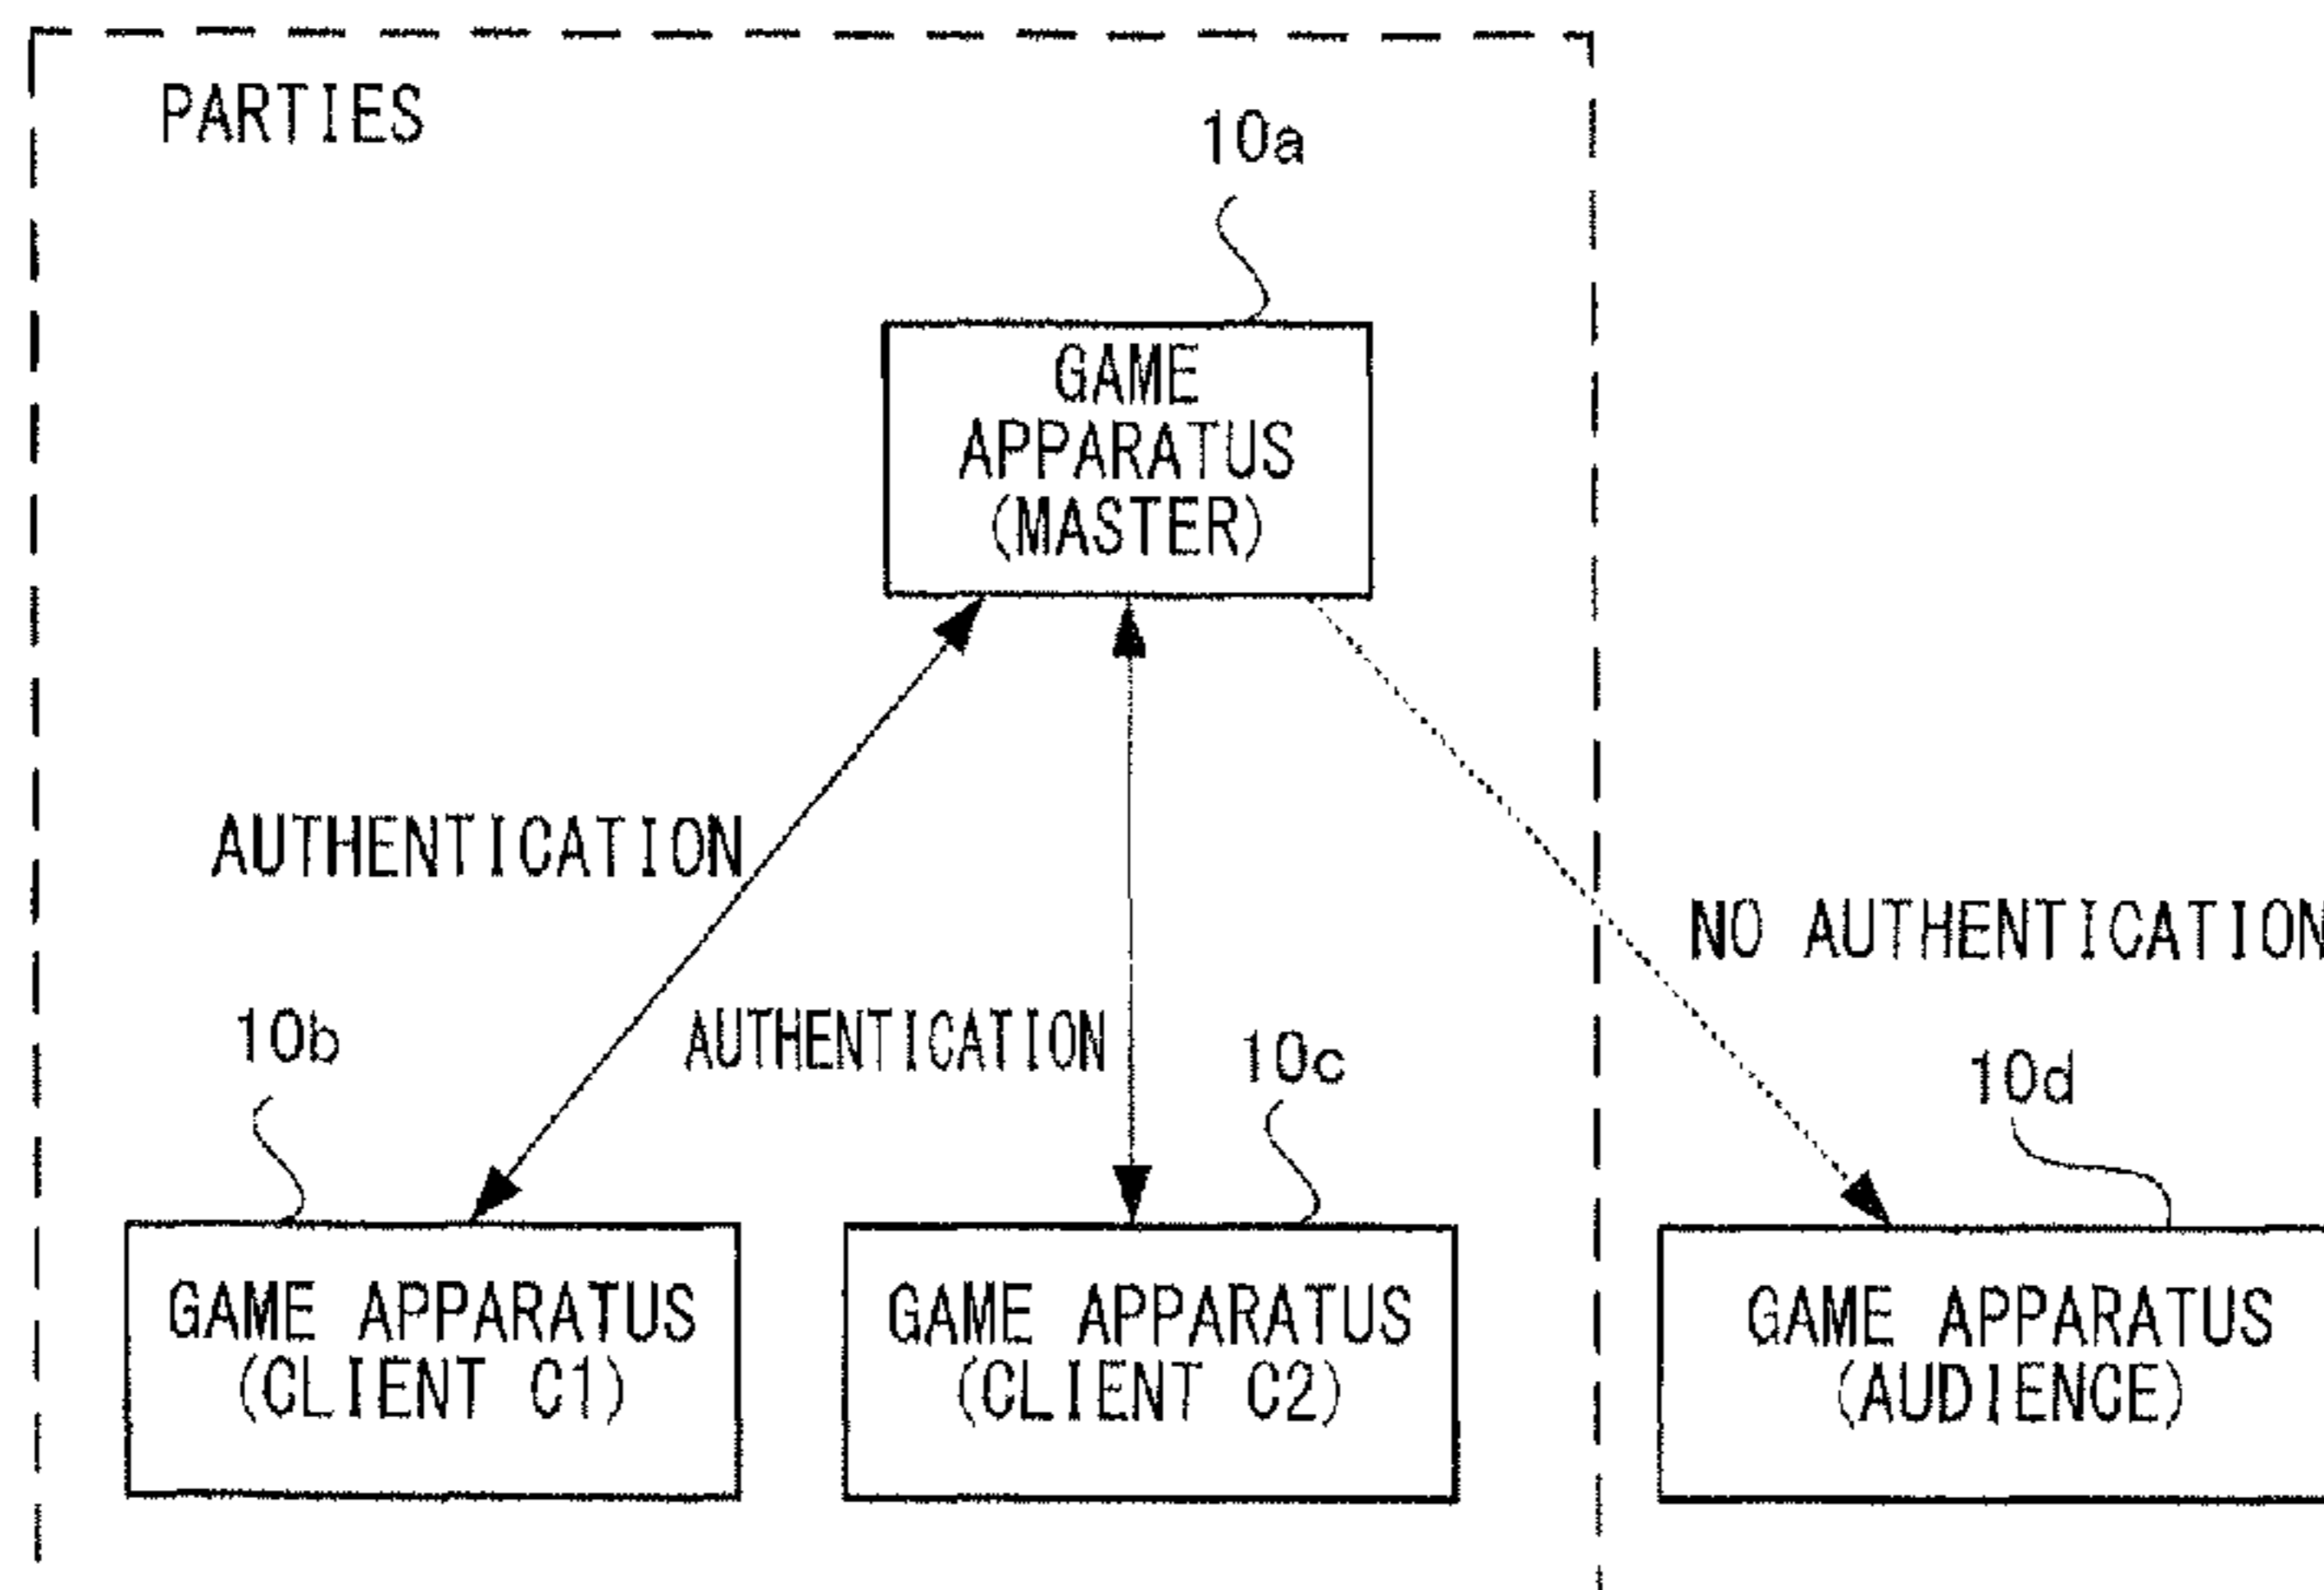 PARTIES
10a
GAME
APPARATUS
(MASTER)
AUTHENTICATION
NO AUTHENTICATION
10b
AUTHENTICATION
10c
10d
GAME APPARATUS
(CLIENT C1)
GAME APPARATUS
(CLIENT C2)
GAME APPARATUS
(AUDIENCE)